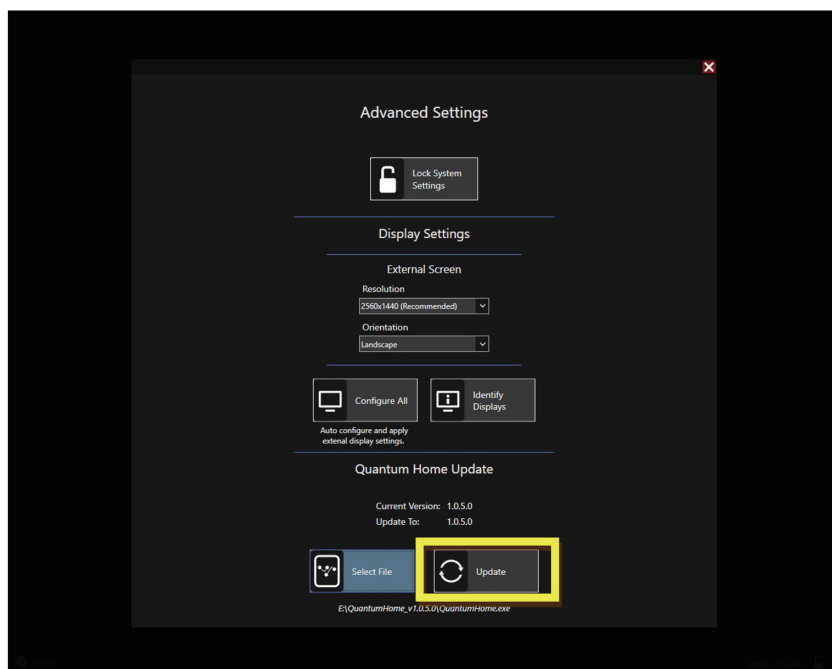 Advanced Settings
Lock System
Settings
Display Settings
External Screen
Resolution
2560x1440 (Recommended)
Orientation
Landscape
Configure All
Identify
Displays
Auto configure and apply
extenal display settings.
Quantum Home Update
Current Version: 1.0.5.0
Update To: 1.0.5.0
Select File
Update
E:\QuantumHome_v1.0.5.0\QuantumHome.exe